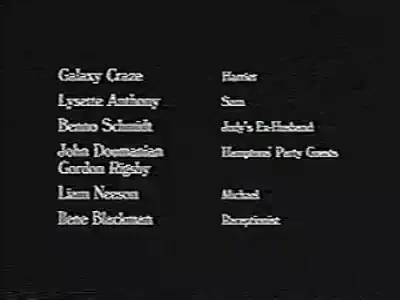 Galaxy Craze Harriet
Lysette Anthony Sam
Benno Schmidt Judy's Ex-Husband
John Doumanian Hamptons' Party Guests
Gordon Rigsby
Liam Neeson Michael
Ilene Blackman Receptionist